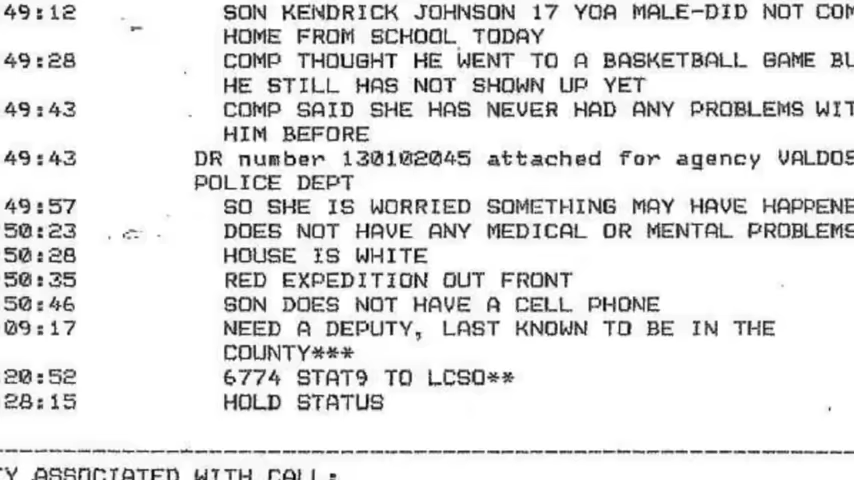 49:12 SON KENDRICK JOHNSON 17 YOA MALE-DID NOT COM
HOME FROM SCHOOL TODAY
49:28 COMP THOUGHT HE WENT TO A BASKETBALL GAME BU
HE STILL HAS NOT SHOWN UP YET
49:43 COMP SAID SHE HAS NEVER HAD ANY PROBLEMS WIT
HIM BEFORE
49:43 DR number 130102045 attached for agency VALDOS
POLICE DEPT
49:57 SO SHE IS WORRIED SOMETHING MAY HAVE HAPPENE
50:23 DOES NOT HAVE ANY MEDICAL OR MENTAL PROBLEMS
50:28 HOUSE IS WHITE
50:35 RED EXPEDITION OUT FRONT
50:46 SON DOES NOT HAVE A CELL PHONE
09:17 NEED A DEPUTY, LAST KNOWN TO BE IN THE
COUNTY***
20:52 6774 STAT9 TO LCSO**
28:15 HOLD STATUS
TY ASSOCIATED WITH CALL: